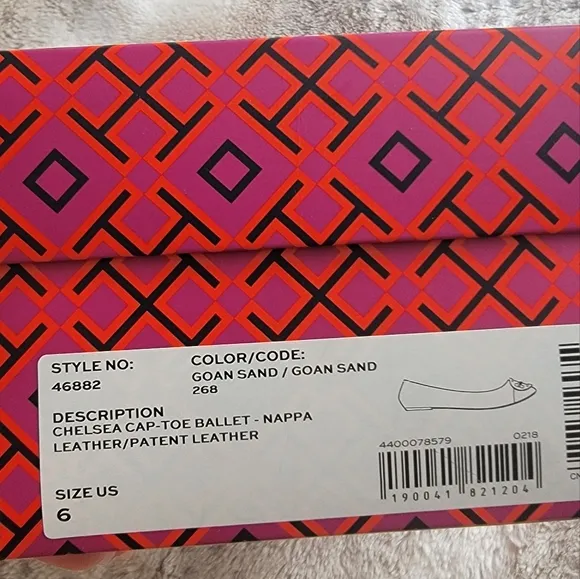 STYLE NO:
46882
COLOR/CODE:
GOAN SAND / GOAN SAND
268
DESCRIPTION
CHELSEA CAP-TOE BALLET - NAPPA
LEATHER/PATENT LEATHER
SIZE US
6
4400078579 0218
190041 821204